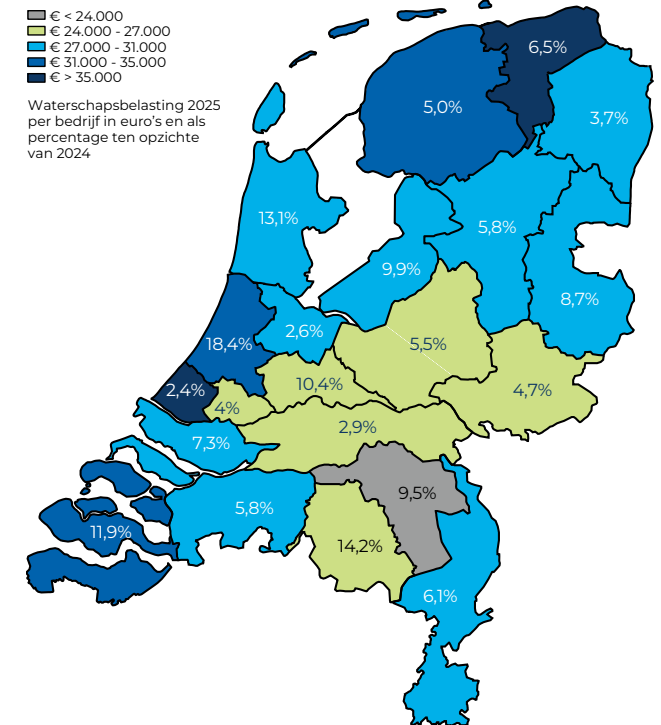 € < 24.000
€ 24.000 - 27.000
€ 27.000 - 31.000
€ 31.000 - 35.000
€ > 35.000
Waterschapsbelasting 2025
per bedrijf in euro's en als
percentage ten opzichte
van 2024
6,5%
5,0%
3,7%
13,1%
5,8%
9,9%
8,7%
18,4%
2,6%
5,5%
2,4%
10,4%
4,7%
4%
2,9%
7,3%
9,5%
5,8%
11,9%
14,2%
6,1%